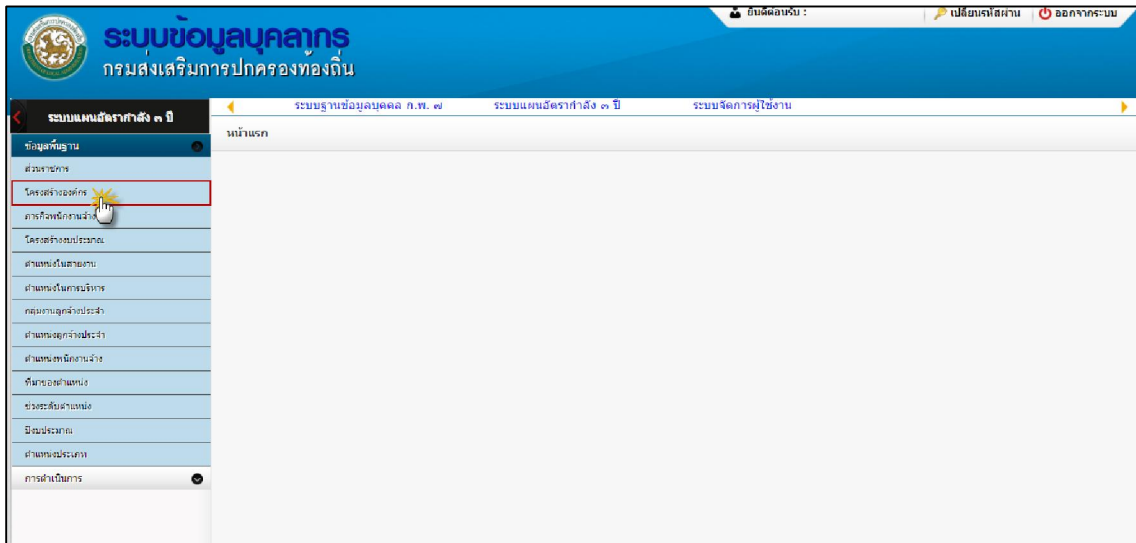 ยินดีต้อนรับ :
เปลี่ยนรหัสผ่าน
ออกจากระบบ
ระบบข้อมูลบุคลากร
กรมส่งเสริมการปกครองท้องถิ่น
ระบบแผนอัตรากำลัง ๓ ปี
ระบบฐานข้อมูลบุคคล ก.พ. ๗
ระบบแผนอัตรากำลัง ๓ ปี
ระบบจัดการผู้ใช้งาน
หน้าแรก
ข้อมูลพื้นฐาน
ส่วนราชการ
โครงสร้างองค์กร
ภารกิจพนักงานจ้าง
โครงสร้างงบประมาณ
ตำแหน่งในสายงาน
ตำแหน่งในการบริหาร
กลุ่มงานลูกจ้างประจำ
ตำแหน่งลูกจ้างประจำ
ตำแหน่งพนักงานจ้าง
ที่มาของตำแหน่ง
ช่วงระดับตำแหน่ง
ปีงบประมาณ
ตำแหน่งประเภท
การดำเนินการ